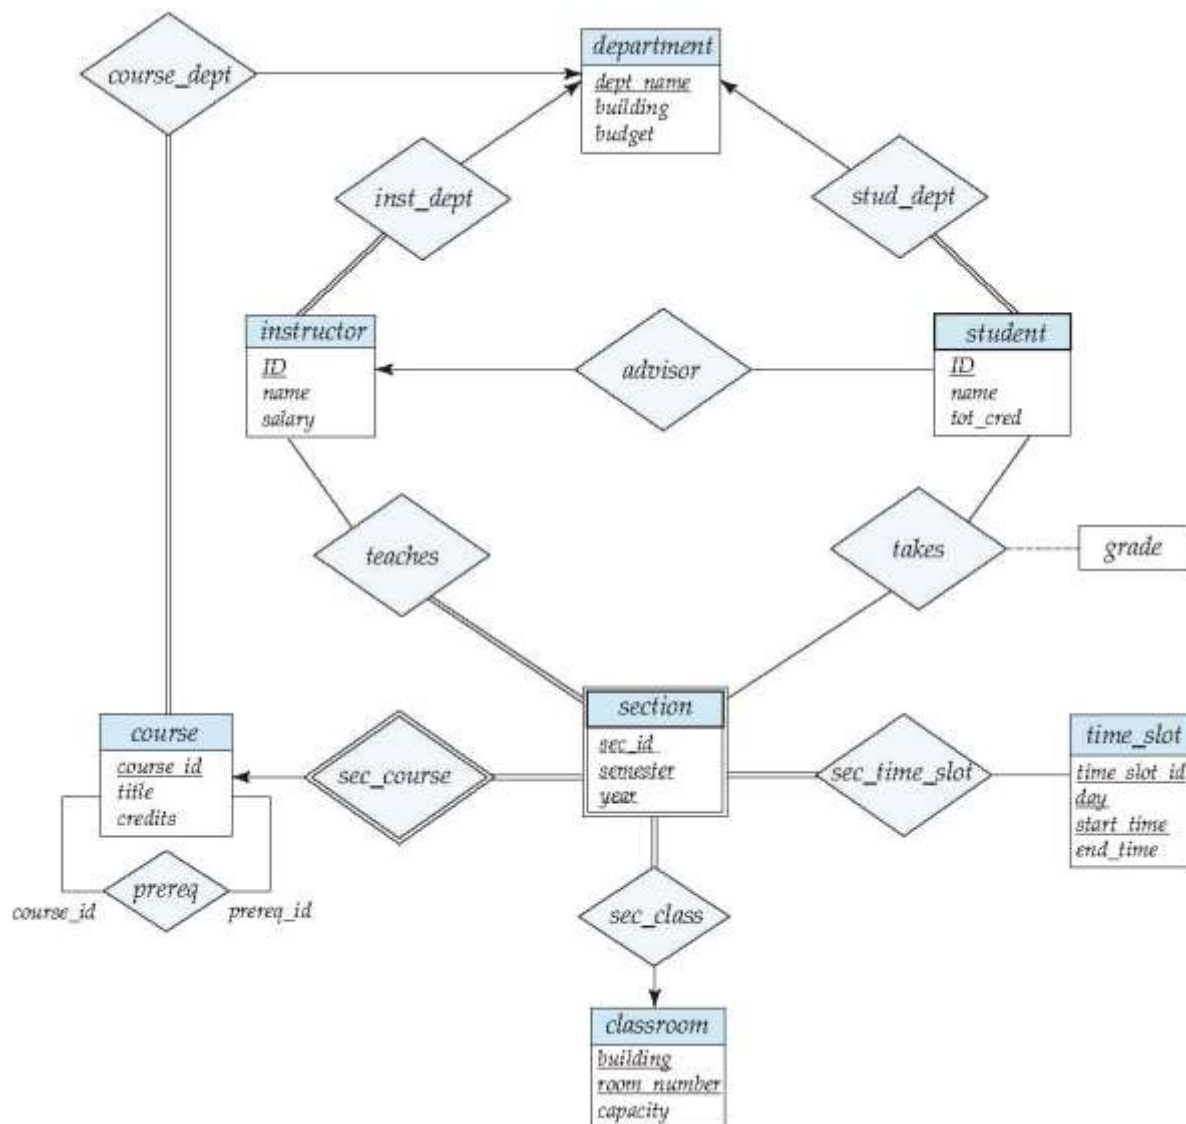 department
dept_name
building
budget
course_dept
inst_dept
stud_dept
instructor
ID
name
salary
advisor
student
ID
name
tot_cred
teaches
takes
grade
course
course_id
title
credits
sec_course
section
sec_id
semester
year
sec_time_slot
time_slot
time_slot_id
day
start_time
end_time
prereq
course_id
prereq_id
sec_class
classroom
building
room_number
capacity